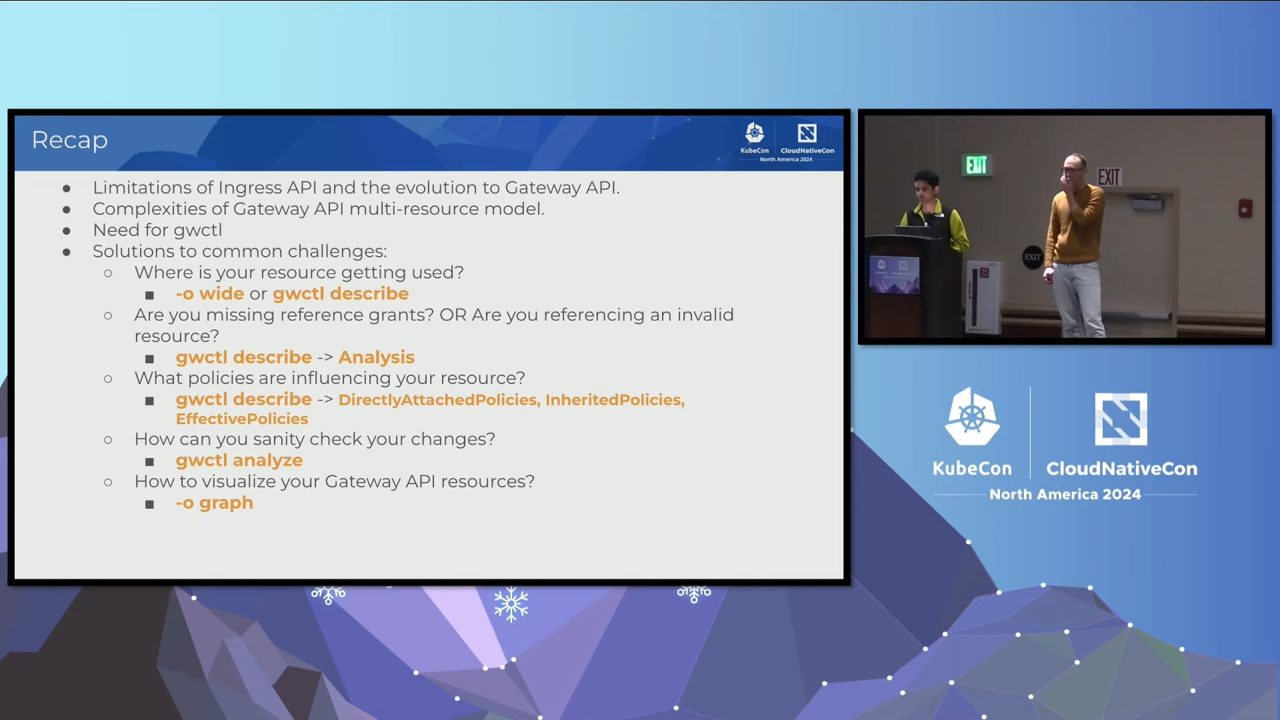 Recap
KubeCon
CloudNativeCon
North America 2024
● Limitations of Ingress API and the evolution to Gateway API.
● Complexities of Gateway API multi-resource model.
● Need for gwctl
● Solutions to common challenges:
○ Where is your resource getting used?
■ -o wide or gwctl describe
○ Are you missing reference grants? OR Are you referencing an invalid
resource?
■ gwctl describe -> Analysis
○ What policies are influencing your resource?
■ gwctl describe -> DirectlyAttachedPolicies, InheritedPolicies,
EffectivePolicies
○ How can you sanity check your changes?
■ gwctl analyze
○ How to visualize your Gateway API resources?
■ -o graph
EXIT
EXIT
EXIT
KubeCon
CloudNativeCon
North America 2024